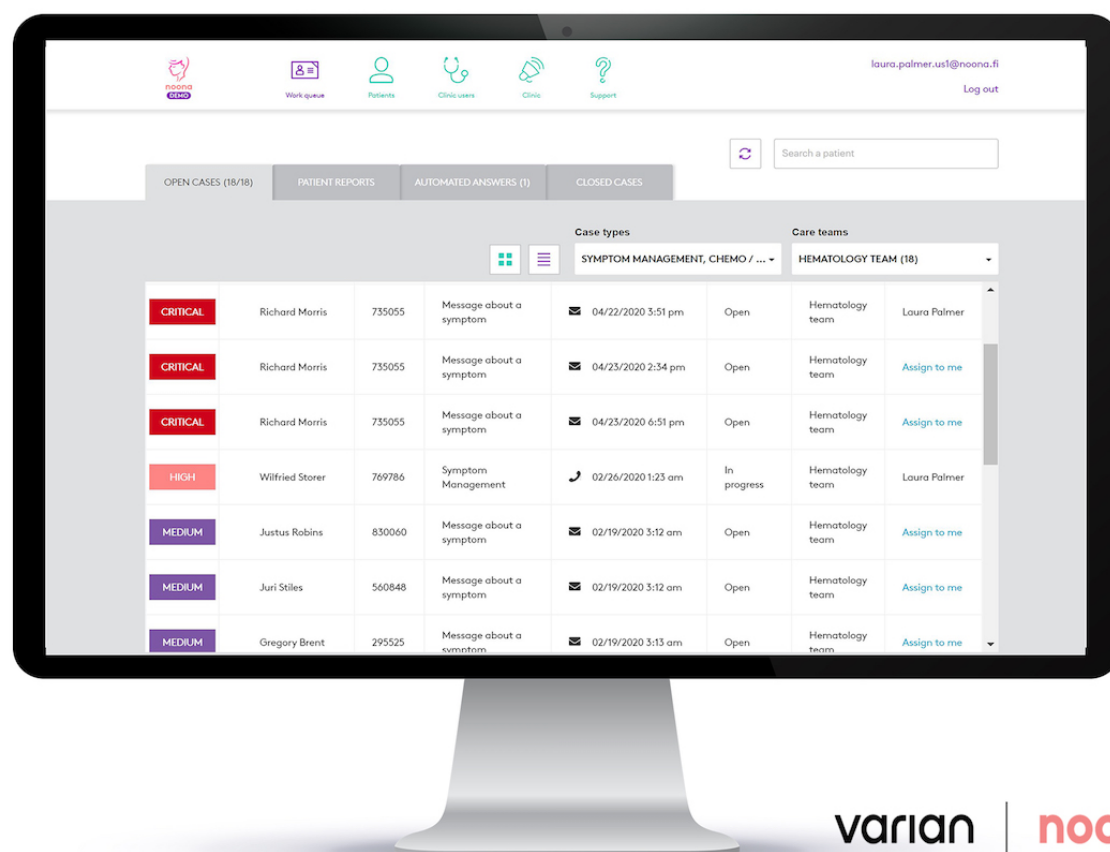 noona
DEMO
Work queue
Patients
Clinic users
Clinic
Support
laura.palmer.us1@noona.fi
Log out
Search a patient
OPEN CASES (18/18)
PATIENT REPORTS
AUTOMATED ANSWERS (1)
CLOSED CASES
Case types
Care teams
SYMPTOM MANAGEMENT, CHEMO / ...
HEMATOLOGY TEAM (18)
CRITICAL Richard Morris 735055 Message about a symptom 04/22/2020 3:51 pm Open Hematology team Laura Palmer
CRITICAL Richard Morris 735055 Message about a symptom 04/23/2020 2:34 pm Open Hematology team Assign to me
CRITICAL Richard Morris 735055 Message about a symptom 04/23/2020 6:51 pm Open Hematology team Assign to me
HIGH Wilfried Storer 769786 Symptom Management 02/26/2020 1:23 am In progress Hematology team Laura Palmer
MEDIUM Justus Robins 830060 Message about a symptom 02/19/2020 3:12 am Open Hematology team Assign to me
MEDIUM Juri Stiles 560848 Message about a symptom 02/19/2020 3:12 am Open Hematology team Assign to me
MEDIUM Gregory Brent 295525 Message about a symptom 02/19/2020 3:13 am Open Hematology team Assign to me
varian | noo